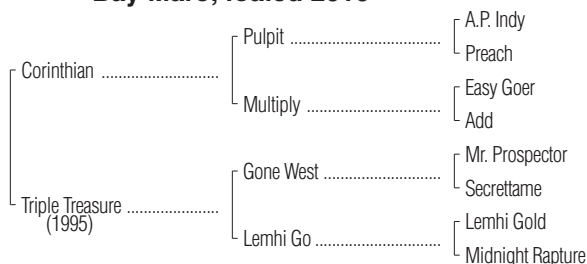 Bay Mare; foaled
A.P. Indy
Pulpit
Preach
Corinthian
Easy Goer
Multiply
Add
Mr. Prospector
Gone West
Secrettame
Triple Treasure
(1995)
Lemhi Gold
Lemhi Go
Midnight Rapture